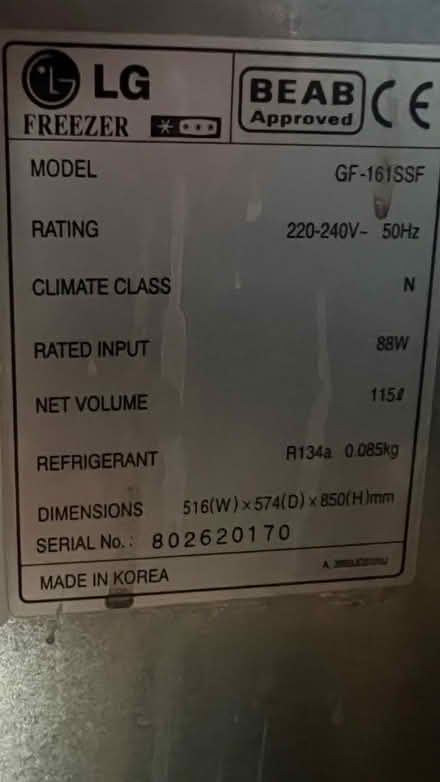 LG
BEAB
Approved
CE
FREEZER
MODEL GF-161SSF
RATING 220-240V~ 50Hz
CLIMATE CLASS N
RATED INPUT 88W
NET VOLUME 115ℓ
REFRIGERANT R134a 0.085kg
DIMENSIONS 516(W)×574(D)×850(H)mm
SERIAL No.: 802620170
MADE IN KOREA